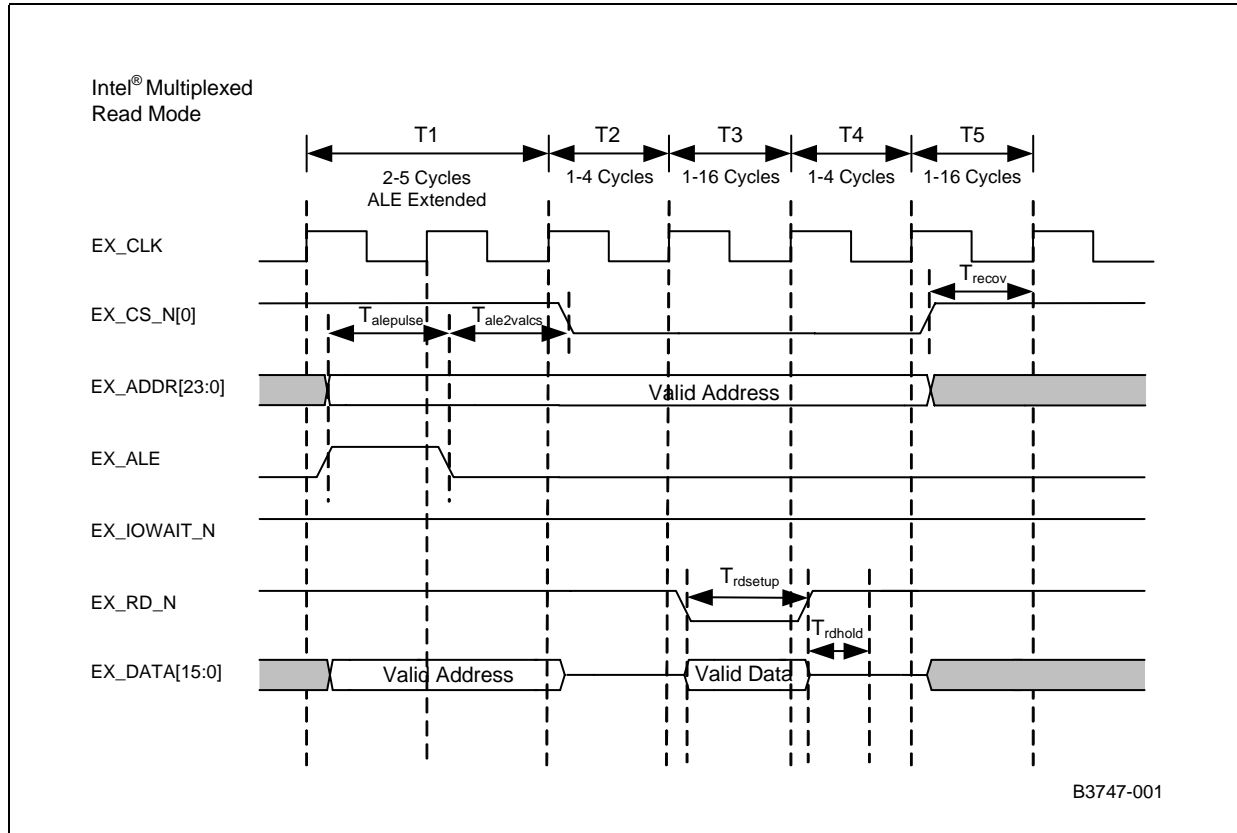 Intel® Multiplexed
Read Mode
T1 T2 T3 T4 T5
2-5 Cycles 1-4 Cycles 1-16 Cycles 1-4 Cycles 1-16 Cycles
ALE Extended
EX_CLK
Trecov
EX_CS_N[0]
Talepulse Tale2valcs
EX_ADDR[23:0]
Valid Address
EX_ALE
EX_IOWAIT_N
Trdsetup
EX_RD_N
Trdhold
EX_DATA[15:0]
Valid Address Valid Data
B3747-001